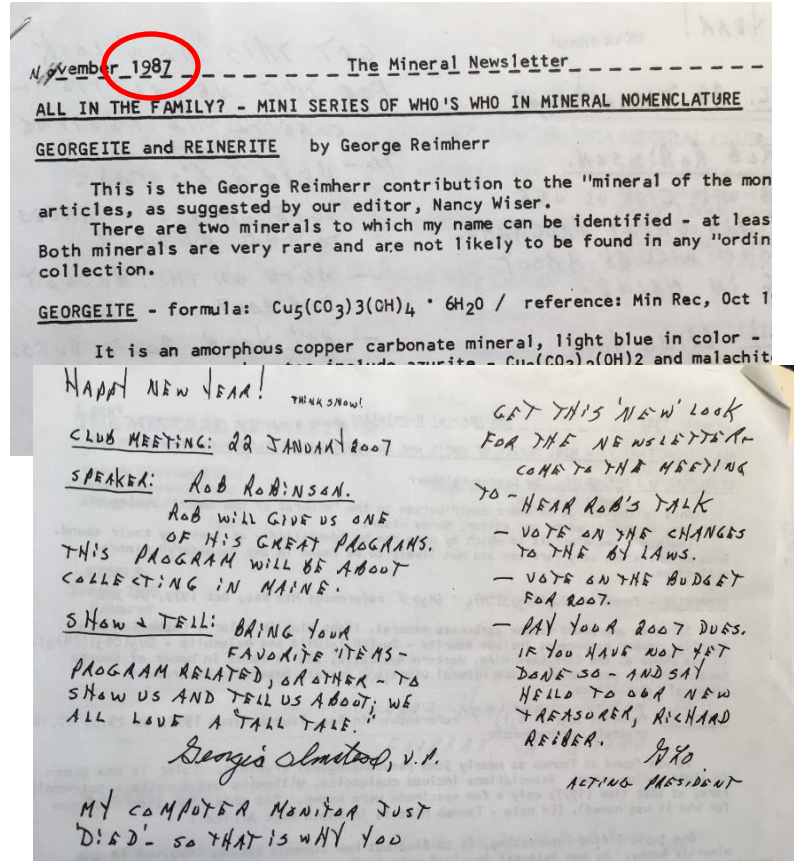 November 1987 The Mineral Newsletter
ALL IN THE FAMILY? - MINI SERIES OF WHO'S WHO IN MINERAL NOMENCLATURE
GEORGEITE and REINERITE by George Reimherr
This is the George Reimherr contribution to the "mineral of the mon
articles, as suggested by our editor, Nancy Wiser.
There are two minerals to which my name can be identified - at leas
Both minerals are very rare and are not likely to be found in any "ordin
collection.
GEORGEITE - formula: Cu5(CO3)3(OH)4 · 6H2O / reference: Min Rec, Oct 1
It is an amorphous copper carbonate mineral, light blue in color -
include azurite - Cu3(CO3)2(OH)2 and malachite
HAPPY NEW YEAR!
THINK SNOW!
CLUB MEETING: 22 JANUARY 2007
SPEAKER: ROB ROBINSON.
ROB WILL GIVE US ONE
OF HIS GREAT PROGRAMS.
THIS PROGRAM WILL BE ABOUT
COLLECTING IN MAINE.
SHOW & TELL: BRING YOUR
FAVORITE ITEMS -
PROGRAM RELATED, OR OTHER - TO
SHOW US AND TELL US ABOUT; WE
ALL LOVE A "TALL TALE."
Georgia Olmstead, V.P.
MY COMPUTER MONITOR JUST
'DIED' - SO THAT IS WHY YOU
GET THIS 'NEW' LOOK
FOR THE NEWSLETTER -
COME TO THE MEETING
TO - HEAR ROB'S TALK
- VOTE ON THE CHANGES
TO THE BY LAWS.
- VOTE ON THE BUDGET
FOR 2007.
- PAY YOUR 2007 DUES.
IF YOU HAVE NOT YET
DONE SO - AND SAY
HELLO TO OUR NEW
TREASURER, RICHARD
REIBER.
GLO
ACTING PRESIDENT